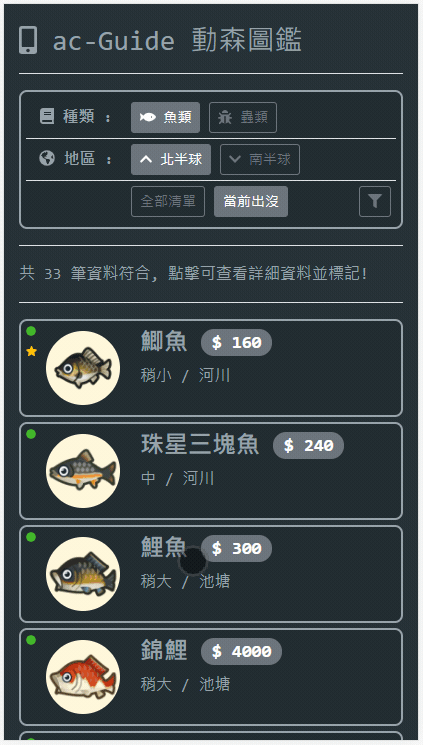 ac-Guide 動森圖鑑
種類 : 魚類 蟲類
地區 : 北半球 南半球
全部清單 當前出沒
共 33 筆資料符合, 點擊可查看詳細資料並標記!
鯽魚 $ 160
稍小 / 河川
珠星三塊魚 $ 240
中 / 河川
鯉魚 $ 300
稍大 / 池塘
錦鯉 $ 4000
稍大 / 池塘